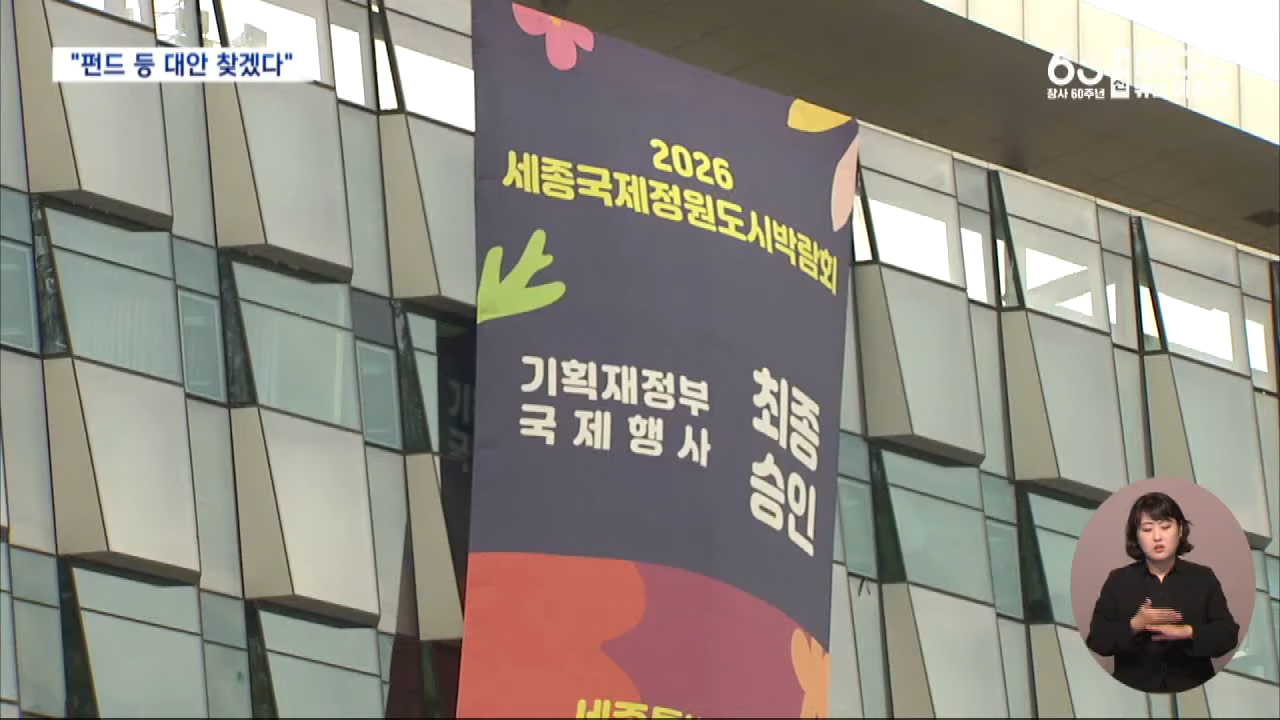 "펀드 등 대안 찾겠다"
창사 60주년
2026
세종국제정원도시박람회
기획재정부
국제행사
최종
승인